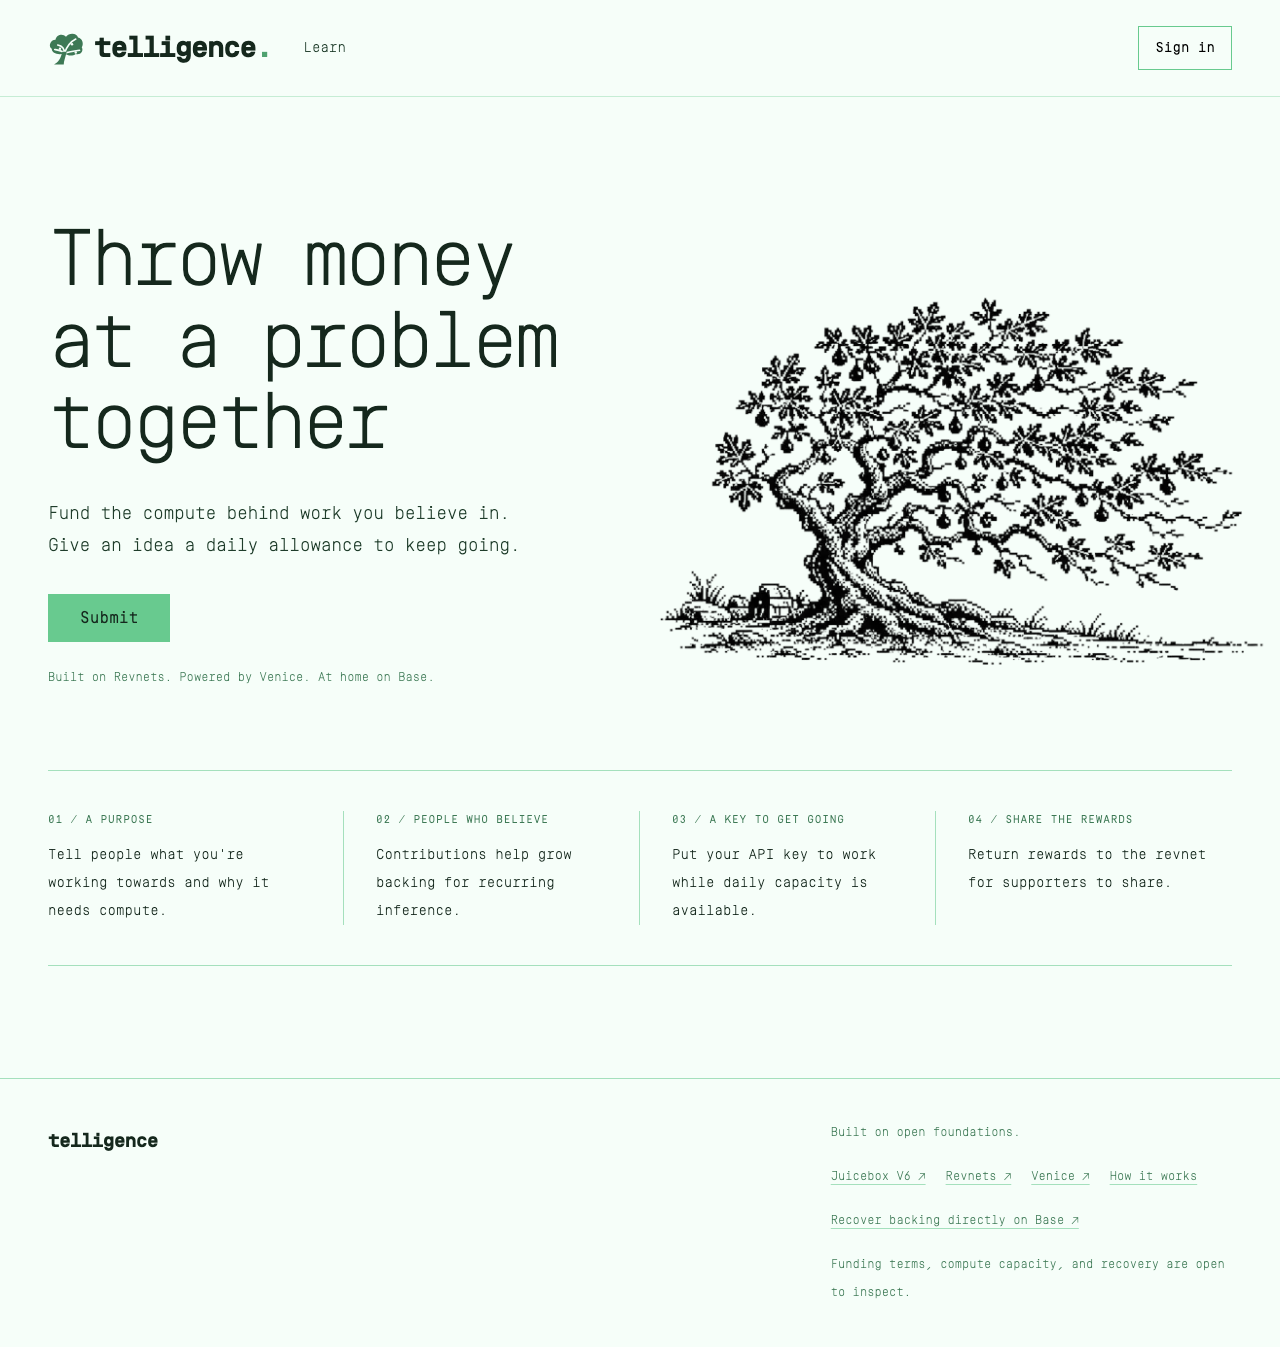 telligence.
Learn
Sign in
Throw money
at a problem
together
Fund the compute behind work you believe in.
Give an idea a daily allowance to keep going.
Submit
Built on Revnets. Powered by Venice. At home on Base.
01 / A PURPOSE
Tell people what you're
working towards and why it
needs compute.
02 / PEOPLE WHO BELIEVE
Contributions help grow
backing for recurring
inference.
03 / A KEY TO GET GOING
Put your API key to work
while daily capacity is
available.
04 / SHARE THE REWARDS
Return rewards to the revnet
for supporters to share.
telligence
Built on open foundations.
Juicebox V6 ↗ Revnets ↗ Venice ↗ How it works
Recover backing directly on Base ↗
Funding terms, compute capacity, and recovery are open
to inspect.